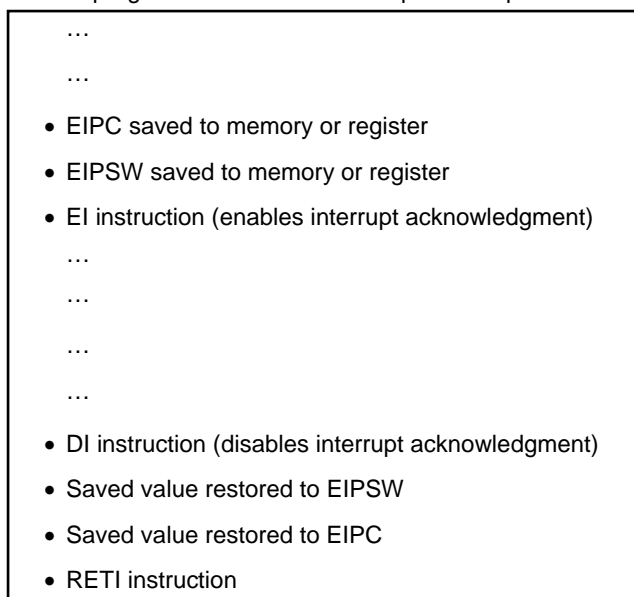 …
…
• EIPC saved to memory or register
• EIPSW saved to memory or register
• EI instruction (enables interrupt acknowledgment)
…
…
…
…
• DI instruction (disables interrupt acknowledgment)
• Saved value restored to EIPSW
• Saved value restored to EIPC
• RETI instruction